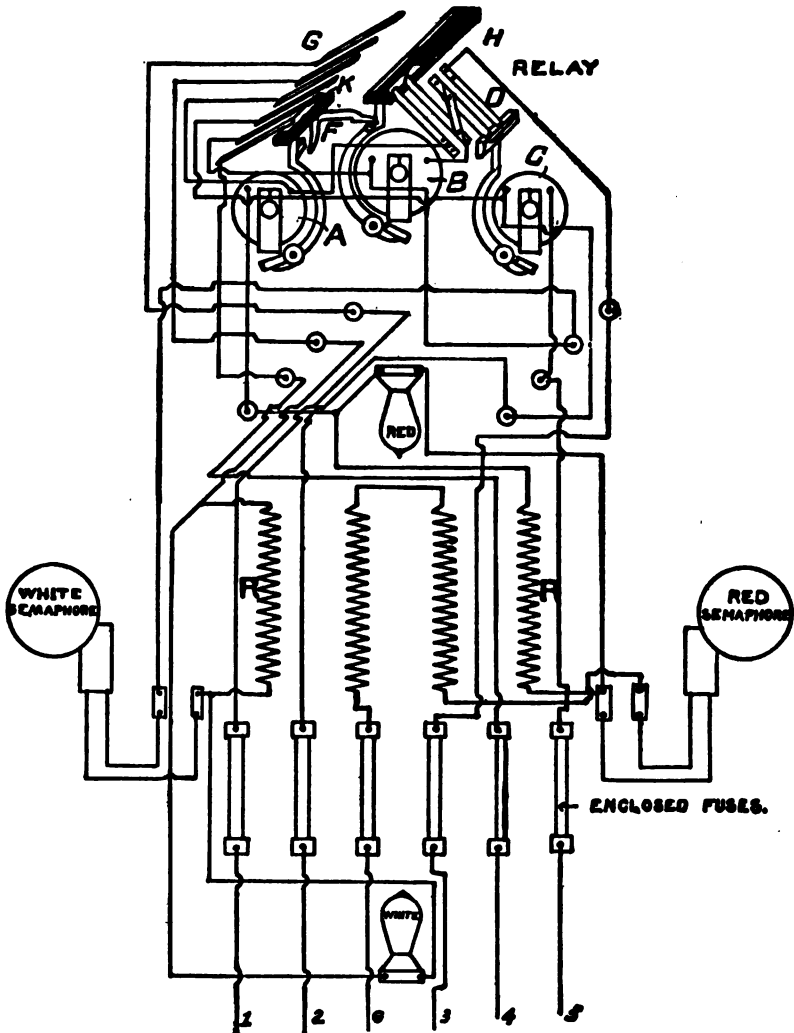 G
H
RELAY
K
D
F
C
B
A
RED
WHITE
SEMAPHORE
RED
SEMAPHORE
R
R
ENCLOSED FUSES.
WHITE
1 2 6 3 4 5